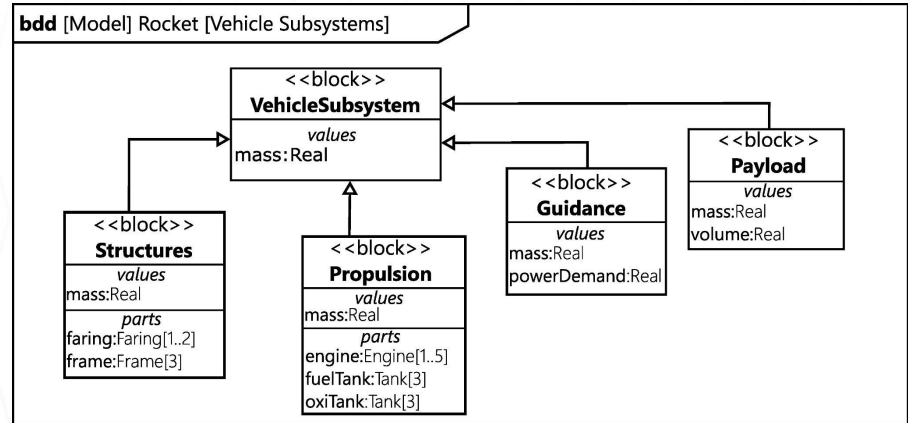 bdd [Model] Rocket [Vehicle Subsystems]
<<block>>
VehicleSubsystem
values
mass:Real
<<block>>
Structures
values
mass:Real
parts
faring:Faring[1..2]
frame:Frame[3]
<<block>>
Propulsion
values
mass:Real
parts
engine:Engine[1..5]
fuelTank:Tank[3]
oxiTank:Tank[3]
<<block>>
Guidance
values
mass:Real
powerDemand:Real
<<block>>
Payload
values
mass:Real
volume:Real